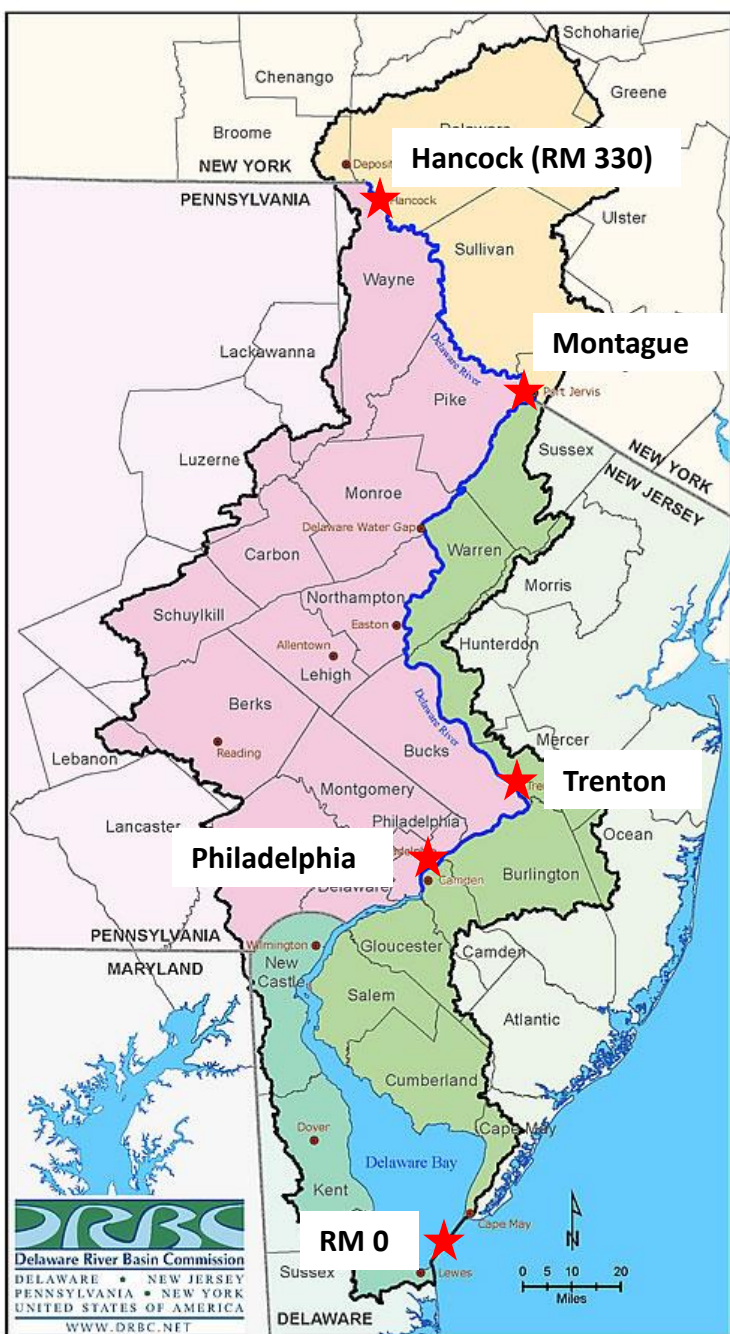 Schoharie
Chenango
Greene
Broome
Hancock (RM 330)
Deposit
NEW YORK
PENNSYLVANIA
Hancock
Ulster
Sullivan
Wayne
Delaware River
Montague
Lackawanna
Port Jervis
Pike
Sussex
Luzerne
NEW YORK
NEW JERSEY
Monroe
Delaware Water Gap
Warren
Carbon
Morris
Northampton
Schuylkill
Easton
Hunterdon
Allentown
Lehigh
Berks
Delaware River
Mercer
Reading
Bucks
Lebanon
Trenton
Montgomery
Lancaster
Philadelphia
Ocean
Philadelphia
Burlington
Camden
Delaware
PENNSYLVANIA
Wilmington
Gloucester
Camden
MARYLAND
New
Castle
Salem
Atlantic
Cumberland
Dover
Cape May
Delaware Bay
Kent
Cape May
RM 0
N
Sussex
Lewes
0 5 10 20
Miles
DELAWARE
DRBC
Delaware River Basin Commission
DELAWARE • NEW JERSEY
PENNSYLVANIA • NEW YORK
UNITED STATES OF AMERICA
WWW.DRBC.NET